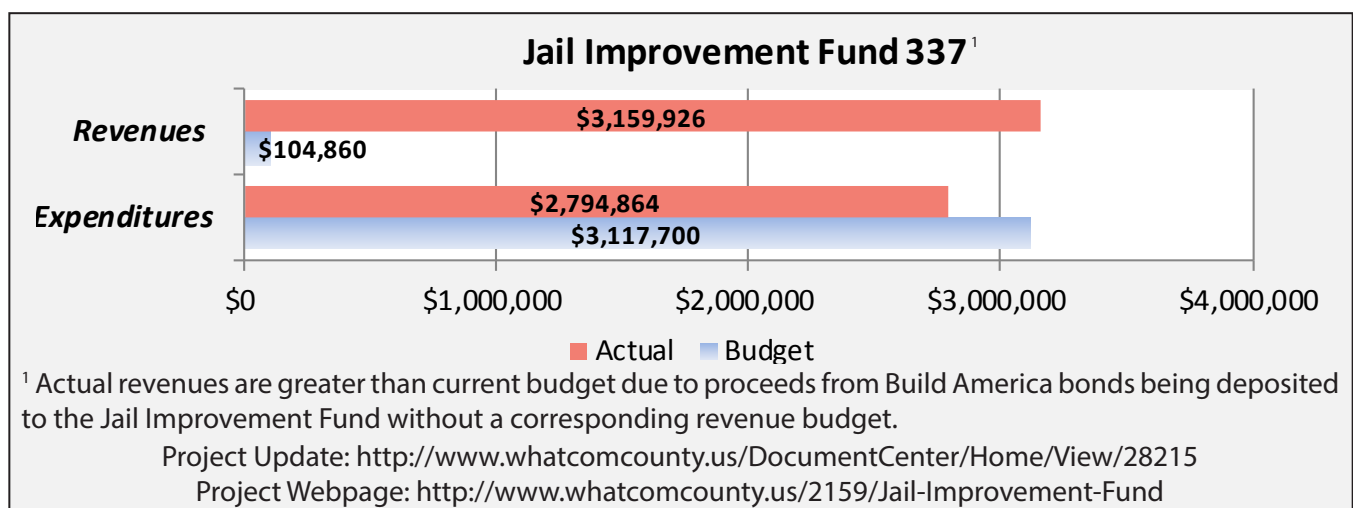 Jail Improvement Fund 337 1
Revenues
$3,159,926
$104,860
Expenditures
$2,794,864
$3,117,700
$0 $1,000,000 $2,000,000 $3,000,000 $4,000,000
Actual Budget
1 Actual revenues are greater than current budget due to proceeds from Build America bonds being deposited
to the Jail Improvement Fund without a corresponding revenue budget.
Project Update: http://www.whatcomcounty.us/DocumentCenter/Home/View/28215
Project Webpage: http://www.whatcomcounty.us/2159/Jail-Improvement-Fund